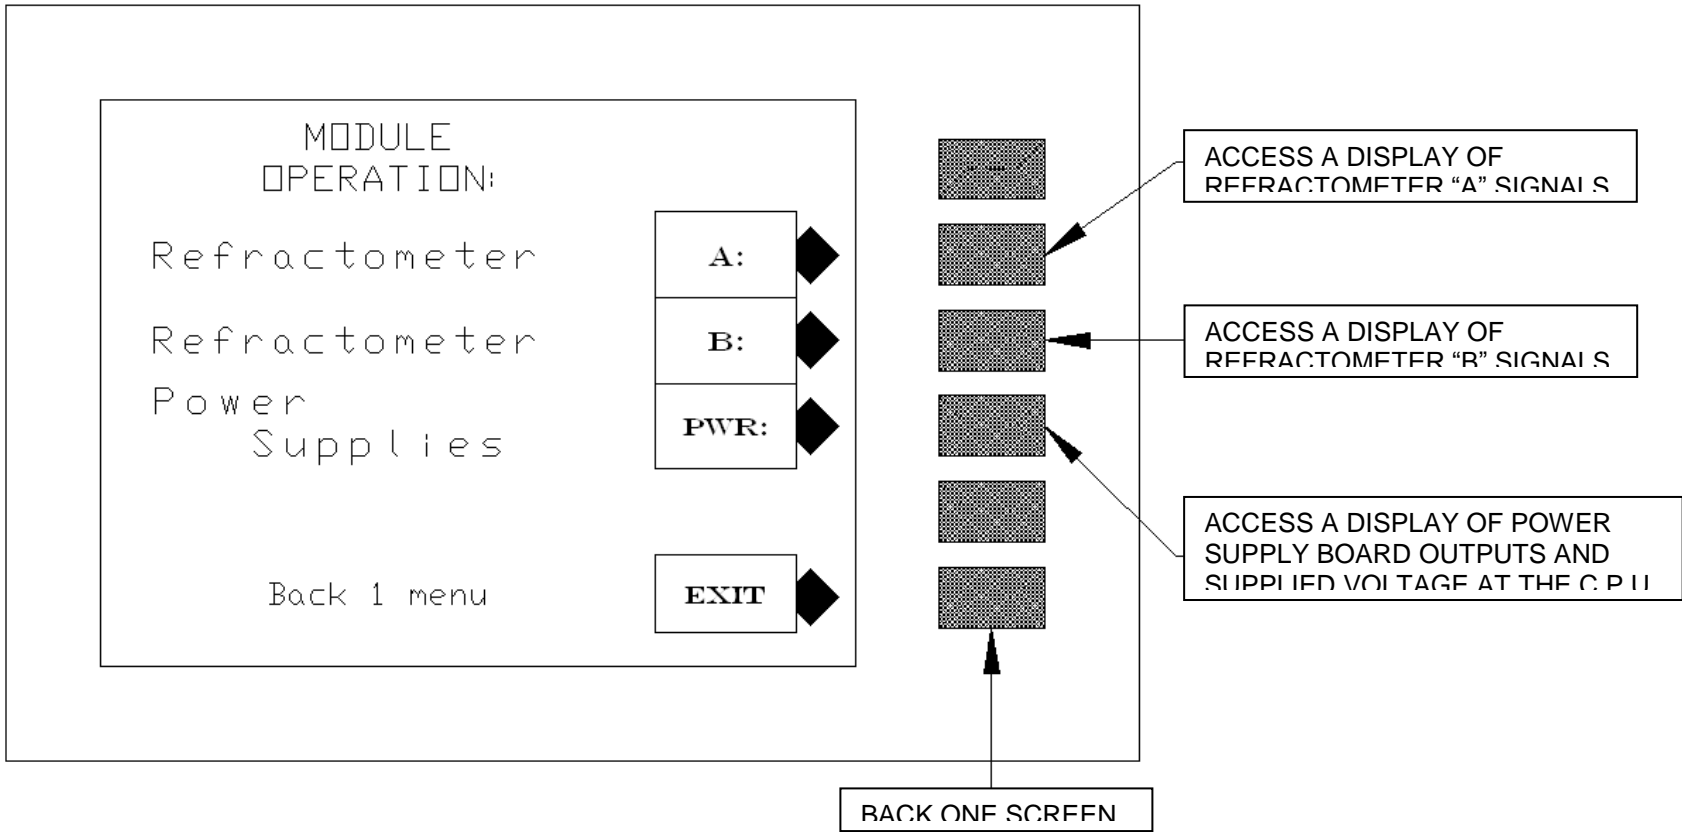 MODULE
OPERATION:
Refractometer A:
Refractometer B:
Power
Supplies PWR:
Back 1 menu EXIT
ACCESS A DISPLAY OF
REFRACTOMETER “A” SIGNALS
ACCESS A DISPLAY OF
REFRACTOMETER “B” SIGNALS
ACCESS A DISPLAY OF POWER
SUPPLY BOARD OUTPUTS AND
SUPPLIED VOLTAGE AT THE C.P.U
BACK ONE SCREEN